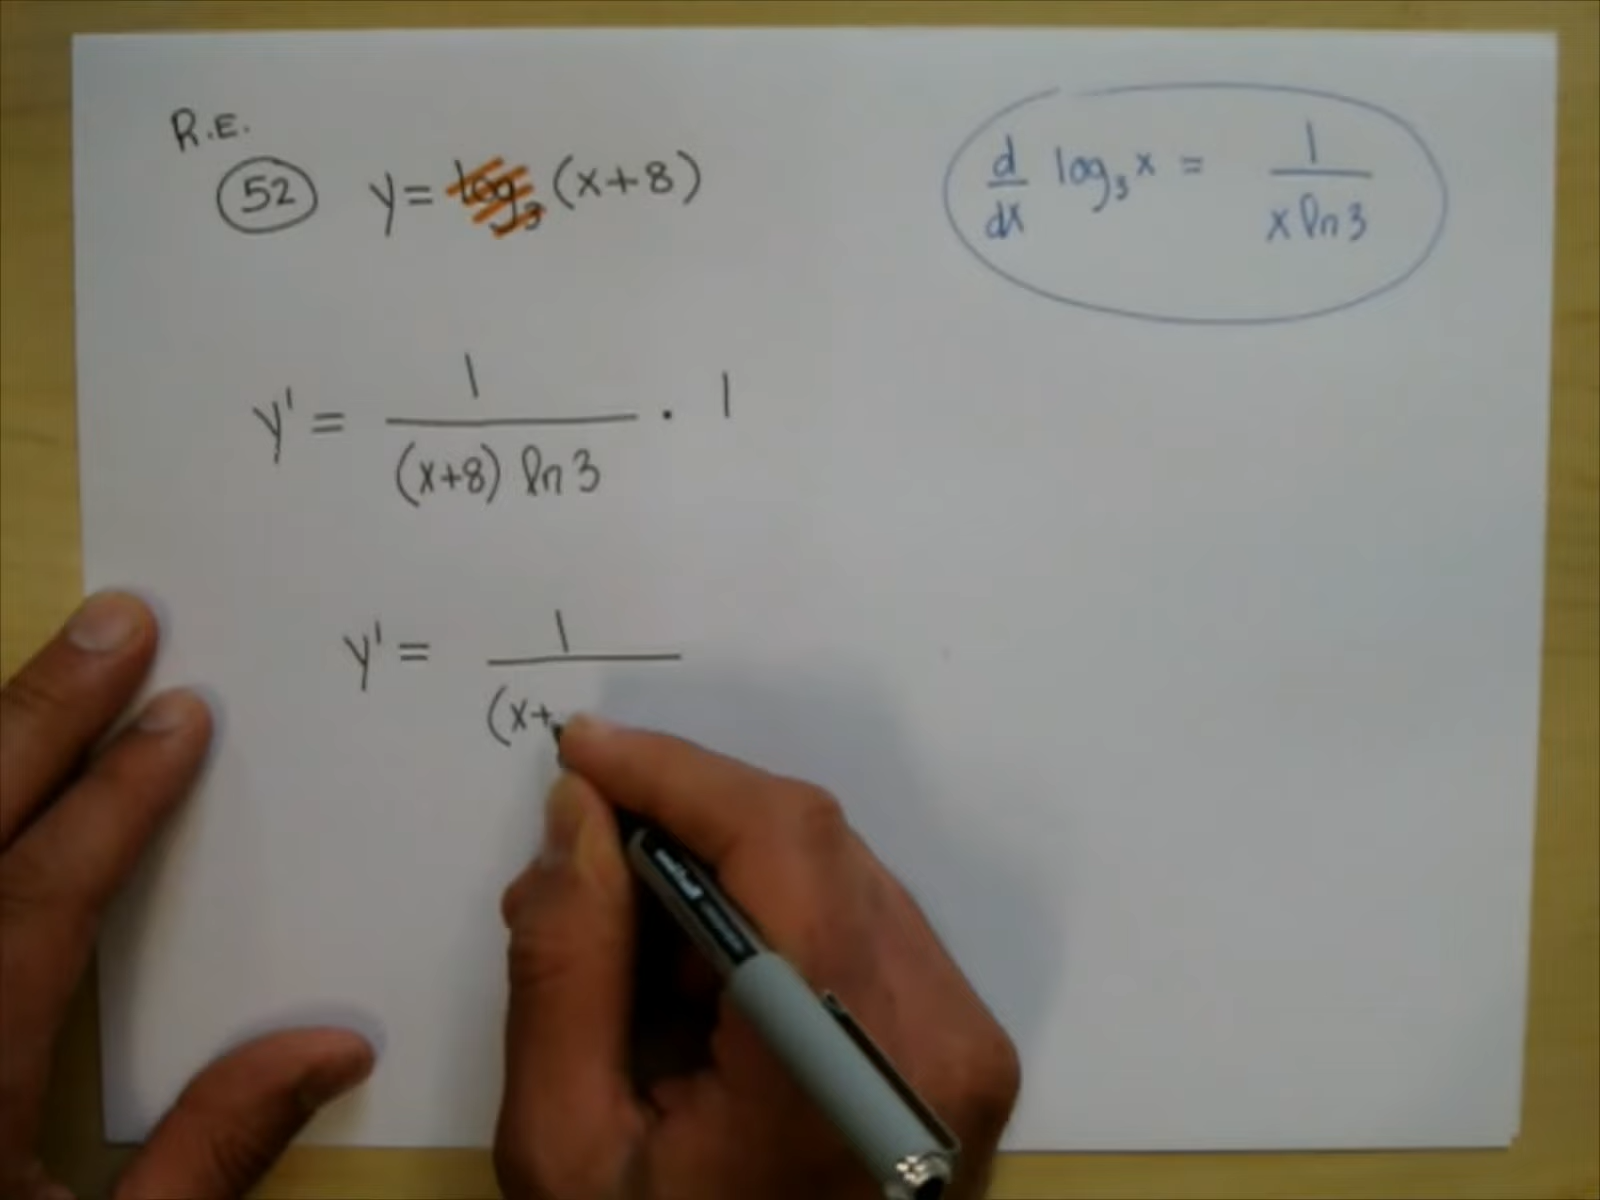 R.E.
52 y = log₃ (x+8)
d/dx log₃ x = 1 / (x ln 3)
y' = 1 / ((x+8) ln 3) · 1
y' = 1 / (x+